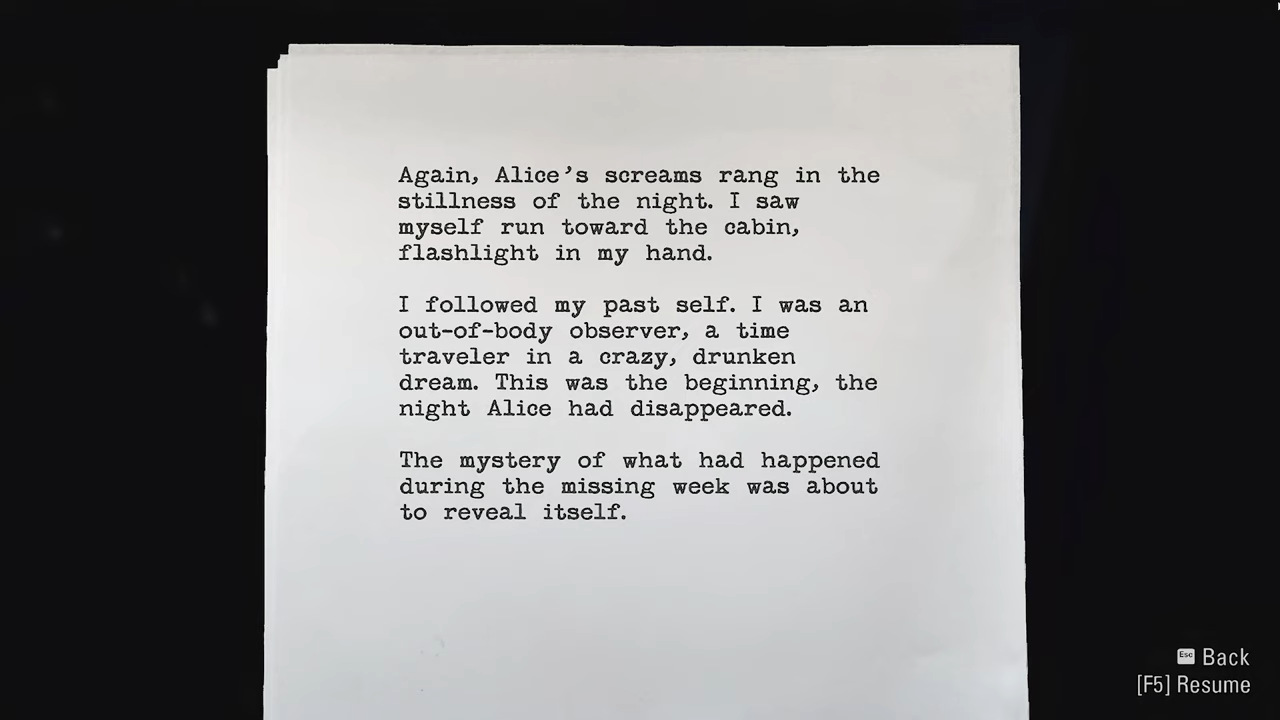 Again, Alice’s screams rang in the
stillness of the night. I saw
myself run toward the cabin,
flashlight in my hand.
I followed my past self. I was an
out-of-body observer, a time
traveler in a crazy, drunken
dream. This was the beginning, the
night Alice had disappeared.
The mystery of what had happened
during the missing week was about
to reveal itself.
Esc Back
[F5] Resume